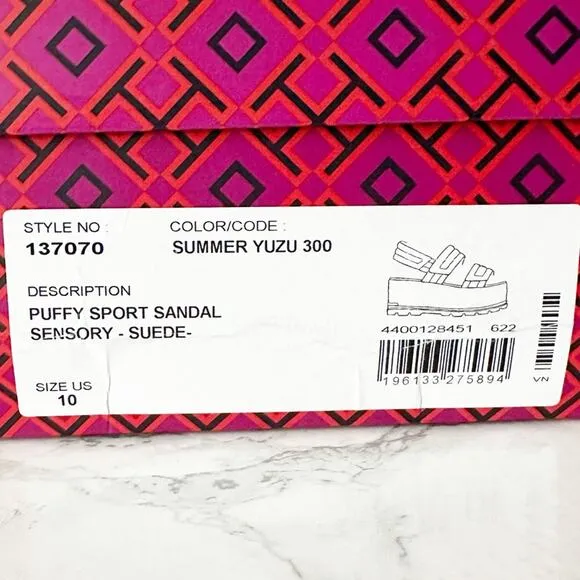 STYLE NO : COLOR/CODE :
137070 SUMMER YUZU 300
DESCRIPTION
PUFFY SPORT SANDAL
SENSORY - SUEDE-
4400128451 622
196133 275894
VN
SIZE US
10